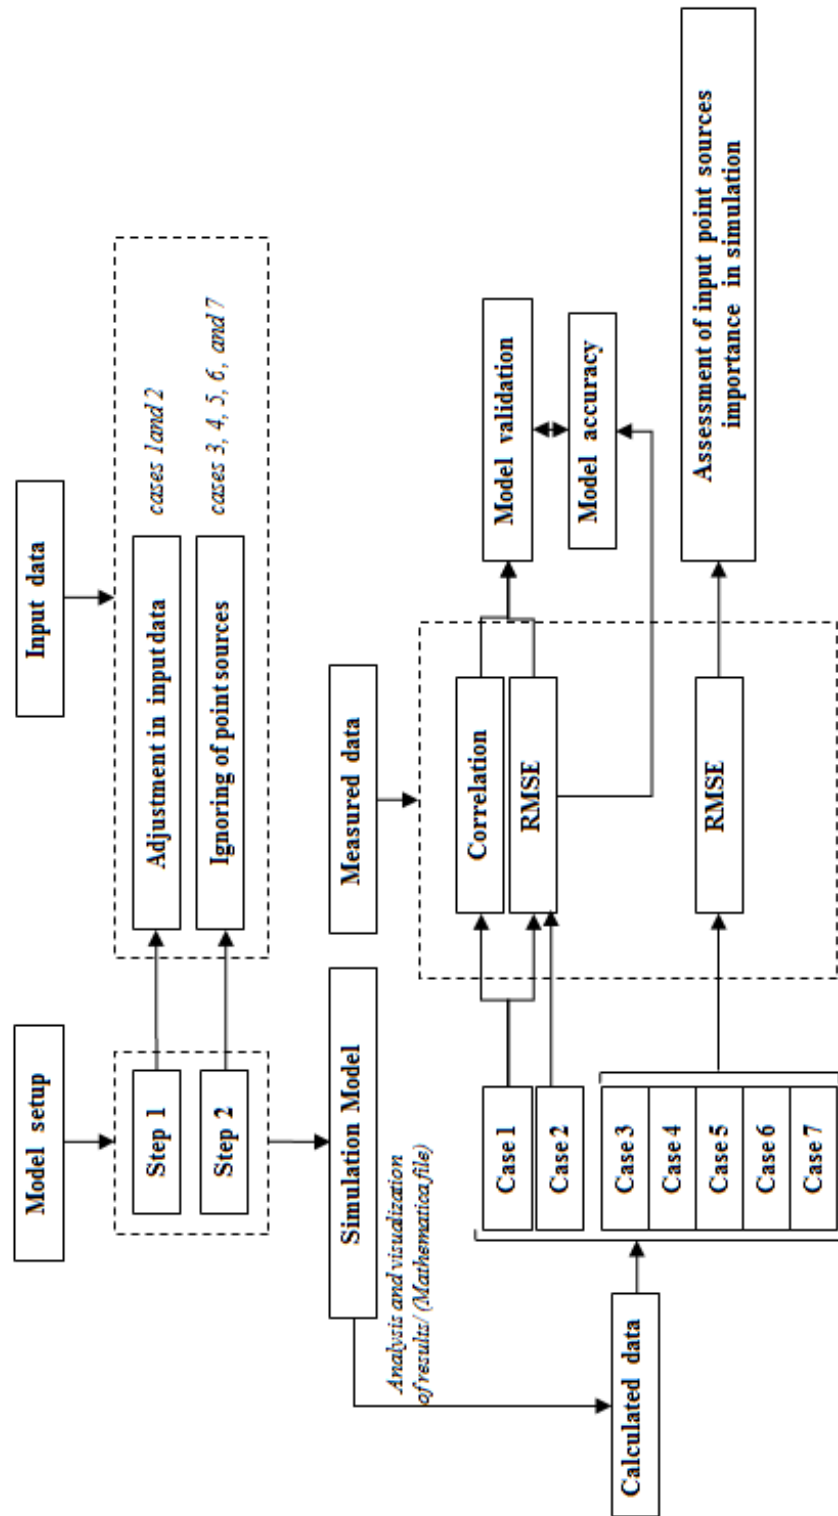 Model setup
Input data
Step 1
Adjustment in input data
cases 1and 2
Step 2
Ignoring of point sources
cases 3, 4, 5, 6, and 7
Simulation Model
Measured data
Analysis and visualization
of results/ (Mathematica file)
Calculated data
Case 1
Case 2
Case 3
Case 4
Case 5
Case 6
Case 7
Correlation
RMSE
RMSE
Model validation
Model accuracy
Assessment of input point sources
importance in simulation